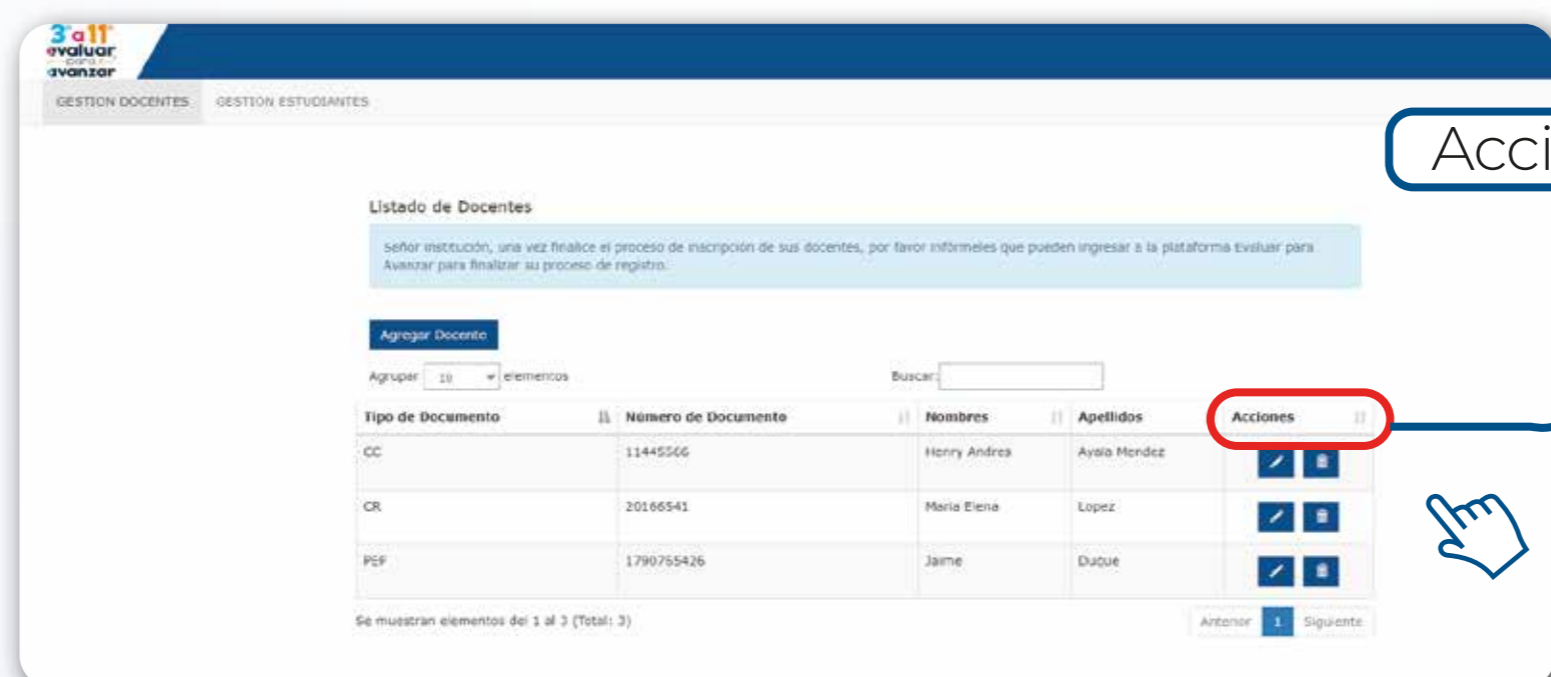 3° a 11°
evaluar
para
avanzar
GESTION DOCENTES GESTION ESTUDIANTES
Acci
Listado de Docentes
Señor institución, una vez finalice el proceso de inscripción de sus docentes, por favor infórmeles que pueden ingresar a la plataforma Evaluar para
Avanzar para finalizar su proceso de registro.
Agregar Docente
Agrupar 10 elementos Buscar:
Tipo de Documento Número de Documento Nombres Apellidos Acciones
CC 11445566 Henry Andres Ayala Mendez
CR 20166541 Maria Elena Lopez
PEP 1790765426 Jaime Duque
Se muestran elementos del 1 al 3 (Total: 3) Anterior 1 Siguiente